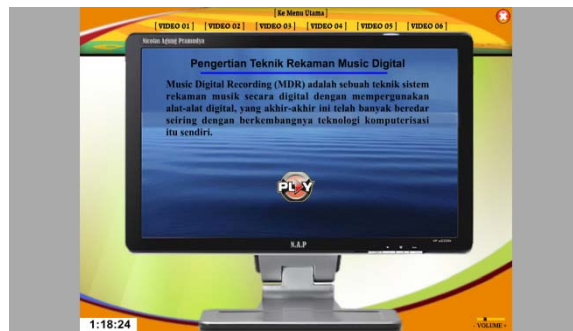 [ Ke Menu Utama ]
[ VIDEO 01 ] [ VIDEO 02 ] [ VIDEO 03 ] [ VIDEO 04 ] [ VIDEO 05 ] [ VIDEO 06 ]
Nicolas Agung Pramudya
Pengertian Teknik Rekaman Music Digital
Music Digital Recording (MDR) adalah sebuah teknik sistem
rekaman musik secara digital dengan mempergunakan
alat-alat digital, yang akhir-akhir ini telah banyak beredar
seiring dengan berkembangnya teknologi komputerisasi
itu sendiri.
PLAY
N.A.P
1:18:24
- VOLUME +